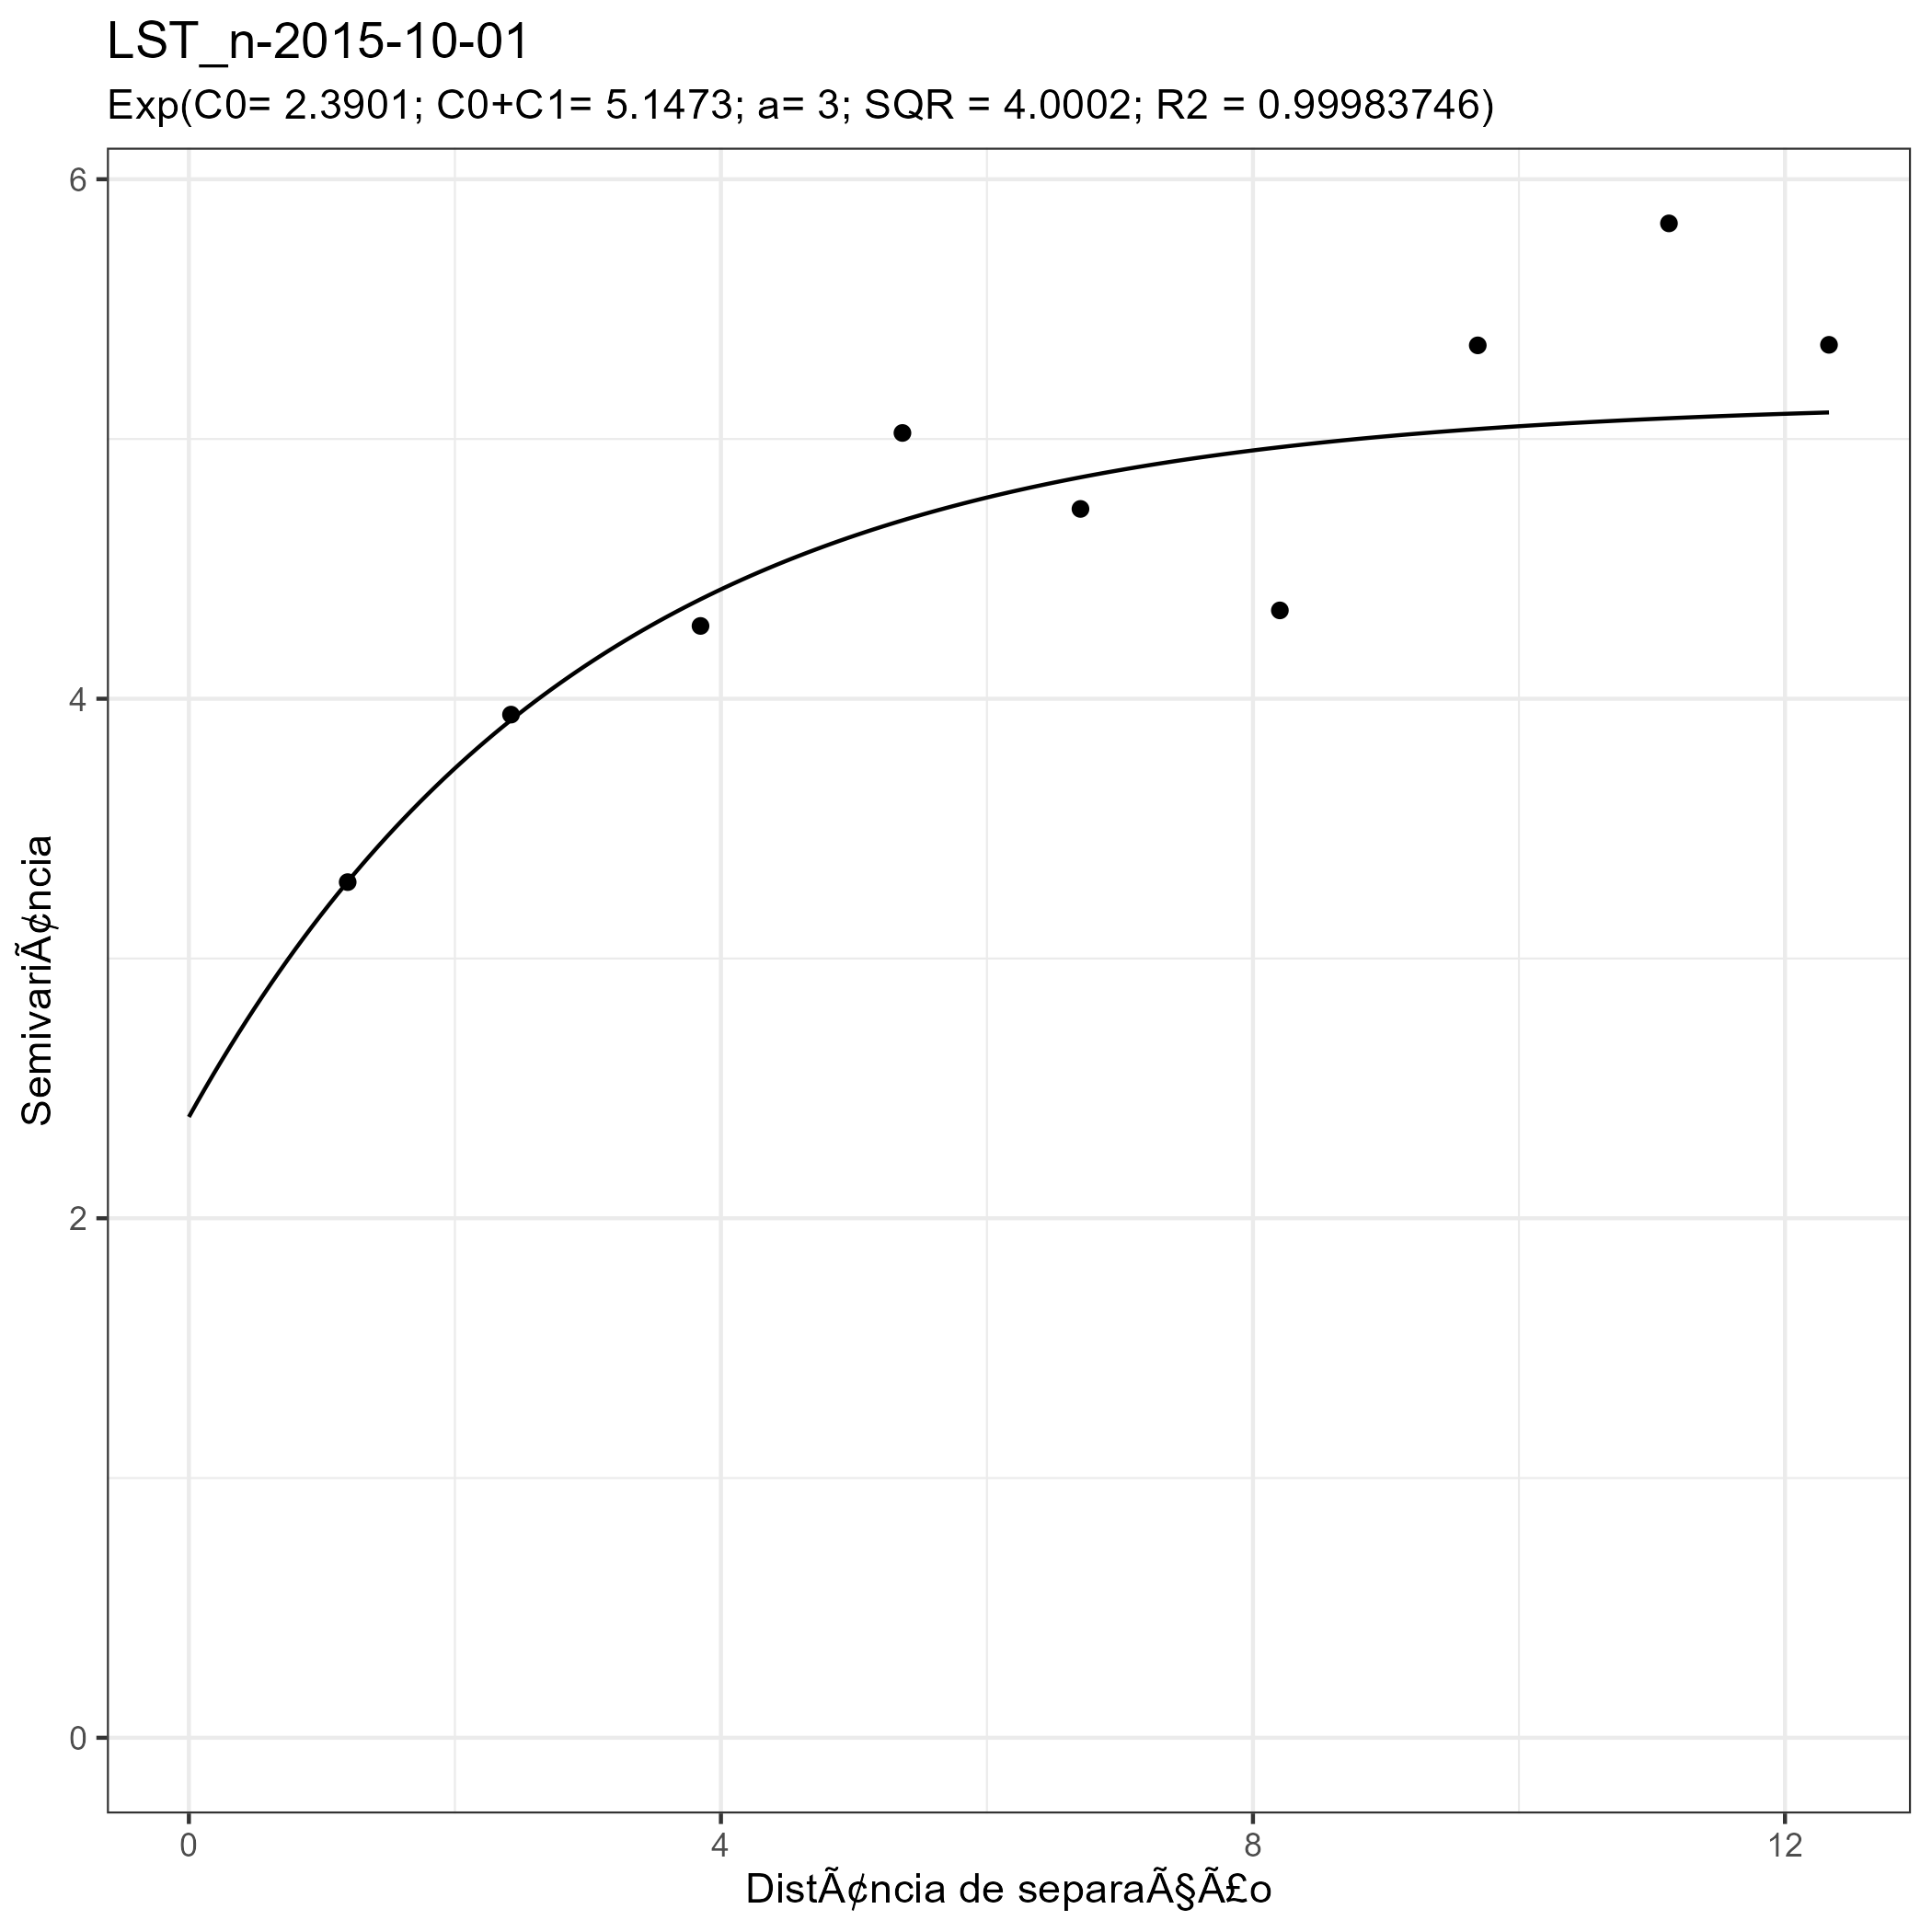 LST_n-2015-10-01
Exp(C0= 2.3901; C0+C1= 5.1473; a= 3; SQR = 4.0002; R2 = 0.99983746)
6
4
2
0
SemivariÃ¢ncia
0 4 8 12
DistÃ¢ncia de separaÃ§Ã£o